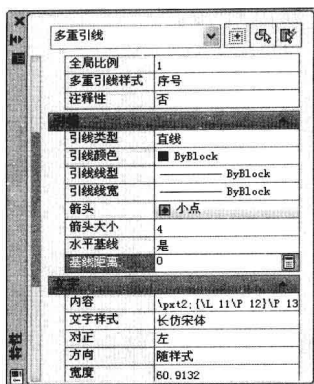 多重引线
全局比例 1
多重引线样式 序号
注释性 否
引线
引线类型 直线
引线颜色 ByBlock
引线线型 ByBlock
引线线宽 ByBlock
箭头 小点
箭头大小 4
水平基线 是
基线距离 0
文字
内容 \pxt2;{\L 11\P 12}\P 13
文字样式 长仿宋体
对正 左
方向 随样式
宽度 60.9132
特性